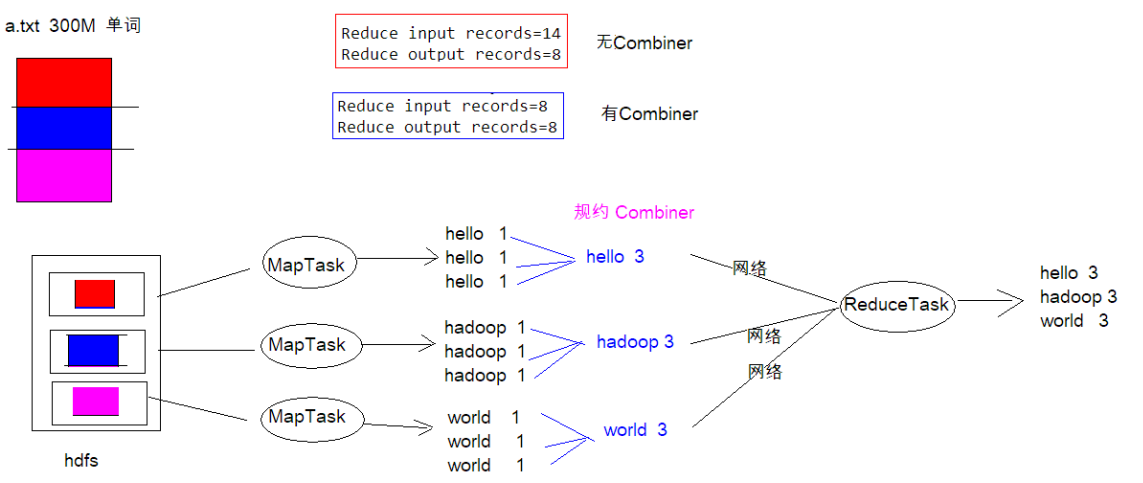 a.txt 300M 单词
Reduce input records=14
Reduce output records=8
无Combiner
Reduce input records=8
Reduce output records=8
有Combiner
规约 Combiner
hello 1
hello 1
hello 1
hello 3
MapTask
网络
hadoop 1
hadoop 1
hadoop 1
hadoop 3
MapTask
网络
world 1
world 1
world 1
world 3
MapTask
网络
ReduceTask
hello 3
hadoop 3
world 3
hdfs